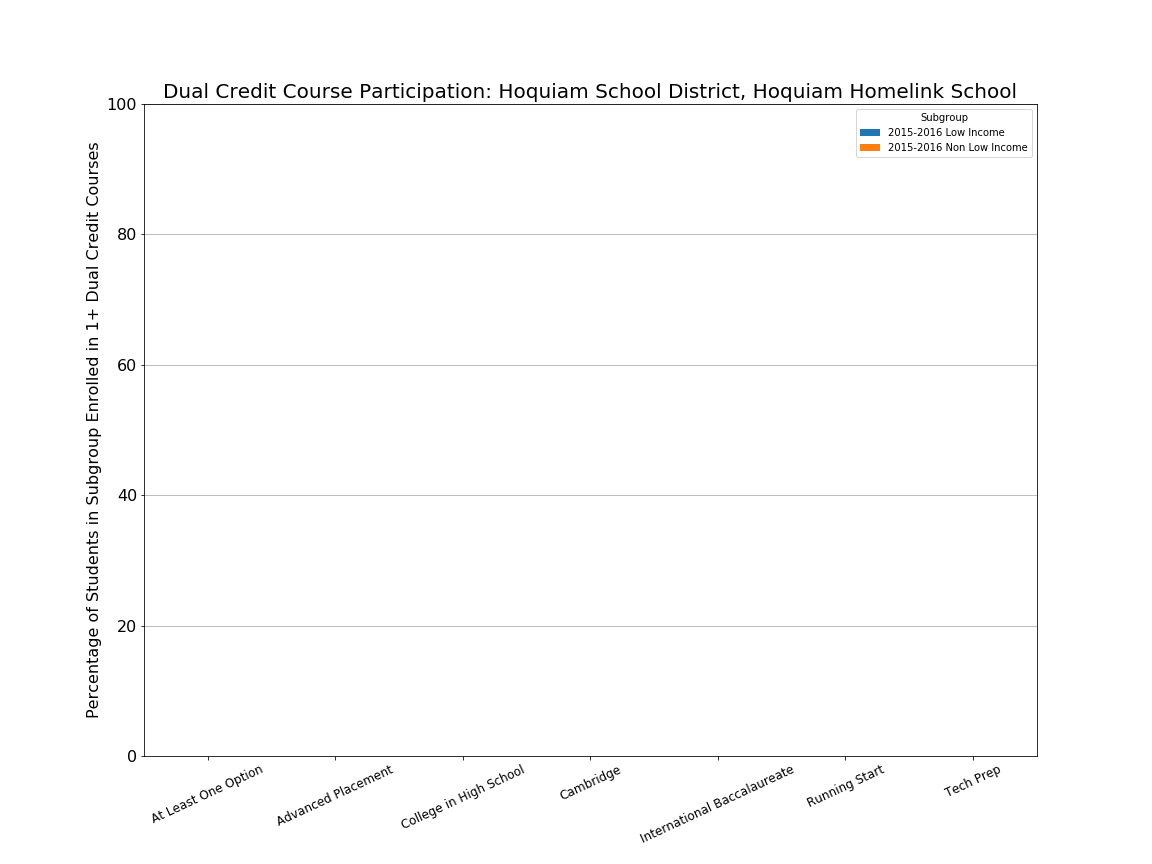 Dual Credit Course Participation: Hoquiam School District, Hoquiam Homelink School
Percentage of Students in Subgroup Enrolled in 1+ Dual Credit Courses
100
80
60
40
20
0
Subgroup
2015-2016 Low Income
2015-2016 Non Low Income
At Least One Option
Advanced Placement
College in High School
Cambridge
International Baccalaureate
Running Start
Tech Prep